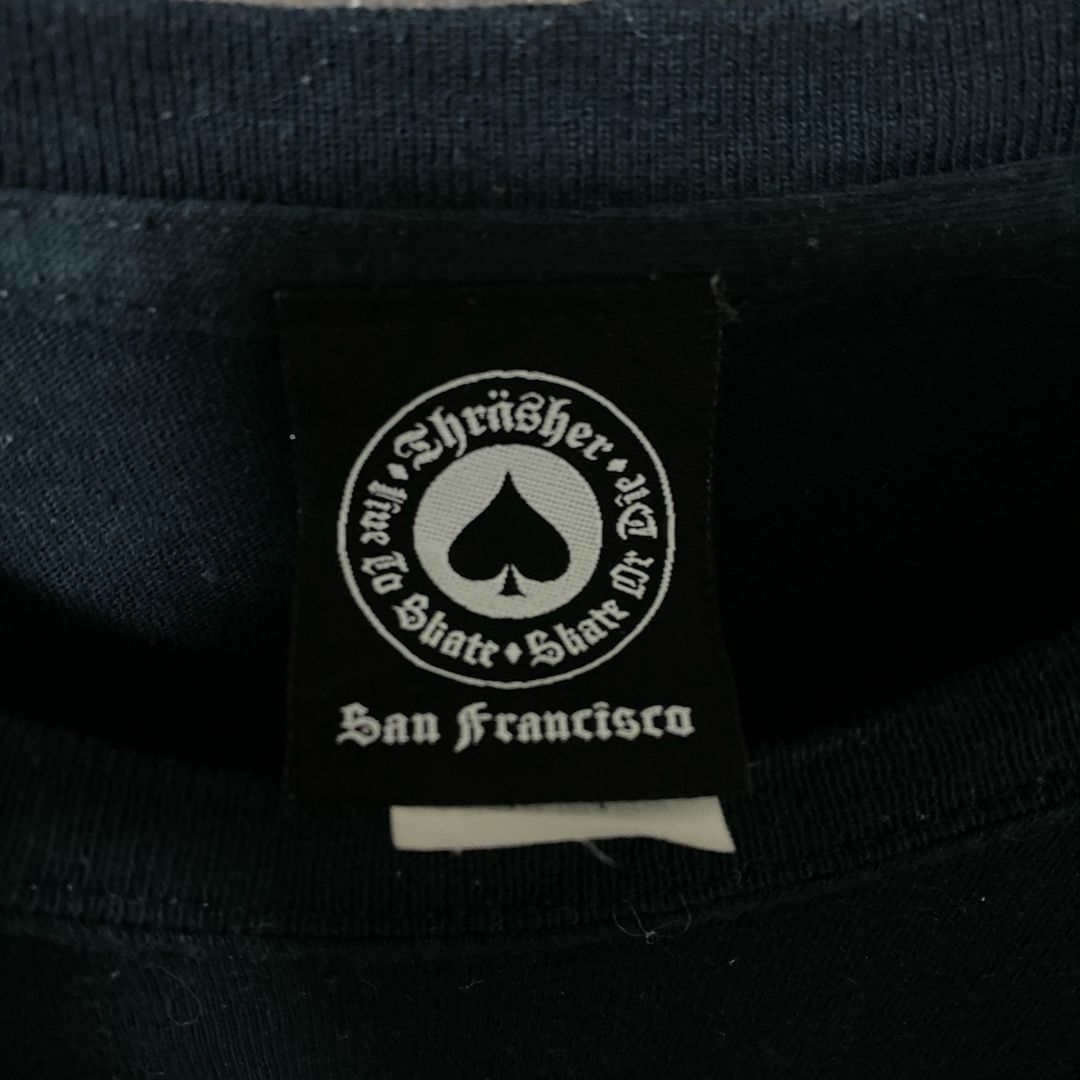 Thräsher
Live To Skate
Skate Or Die
San Francisco